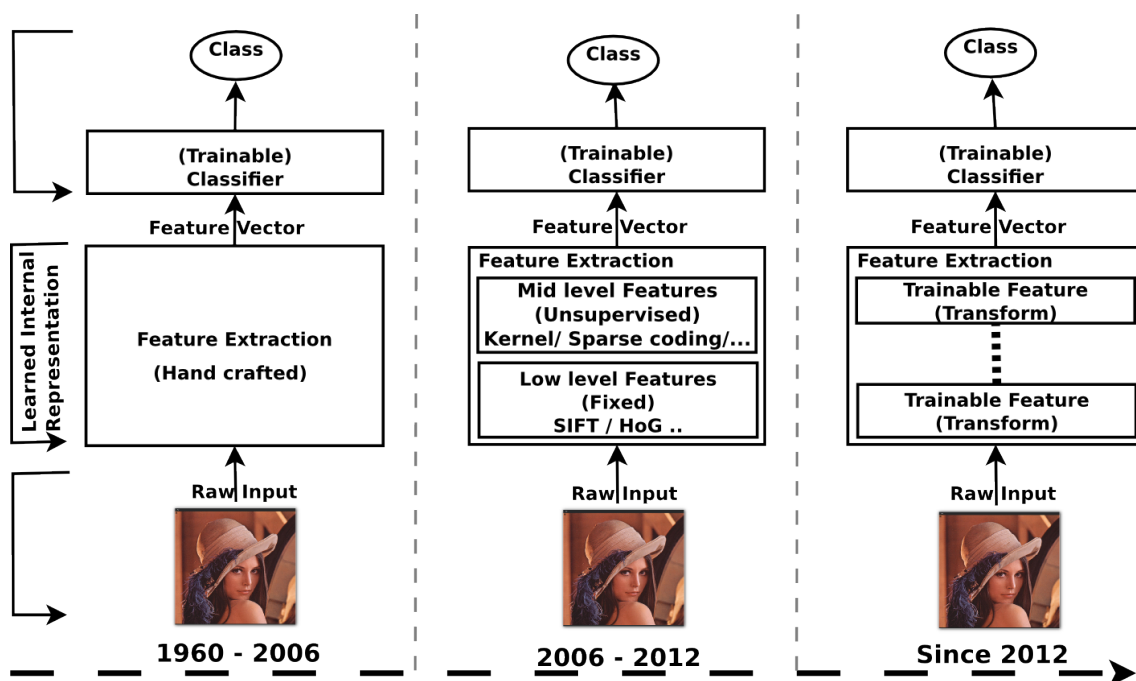 Class
(Trainable)
Classifier
Feature Vector
Learned Internal
Representation
Feature Extraction
(Hand crafted)
Raw Input
1960 - 2006
Class
(Trainable)
Classifier
Feature Vector
Feature Extraction
Mid level Features
(Unsupervised)
Kernel/ Sparse coding/...
Low level Features
(Fixed)
SIFT / HoG ..
Raw Input
2006 - 2012
Class
(Trainable)
Classifier
Feature Vector
Feature Extraction
Trainable Feature
(Transform)
Trainable Feature
(Transform)
Raw Input
Since 2012